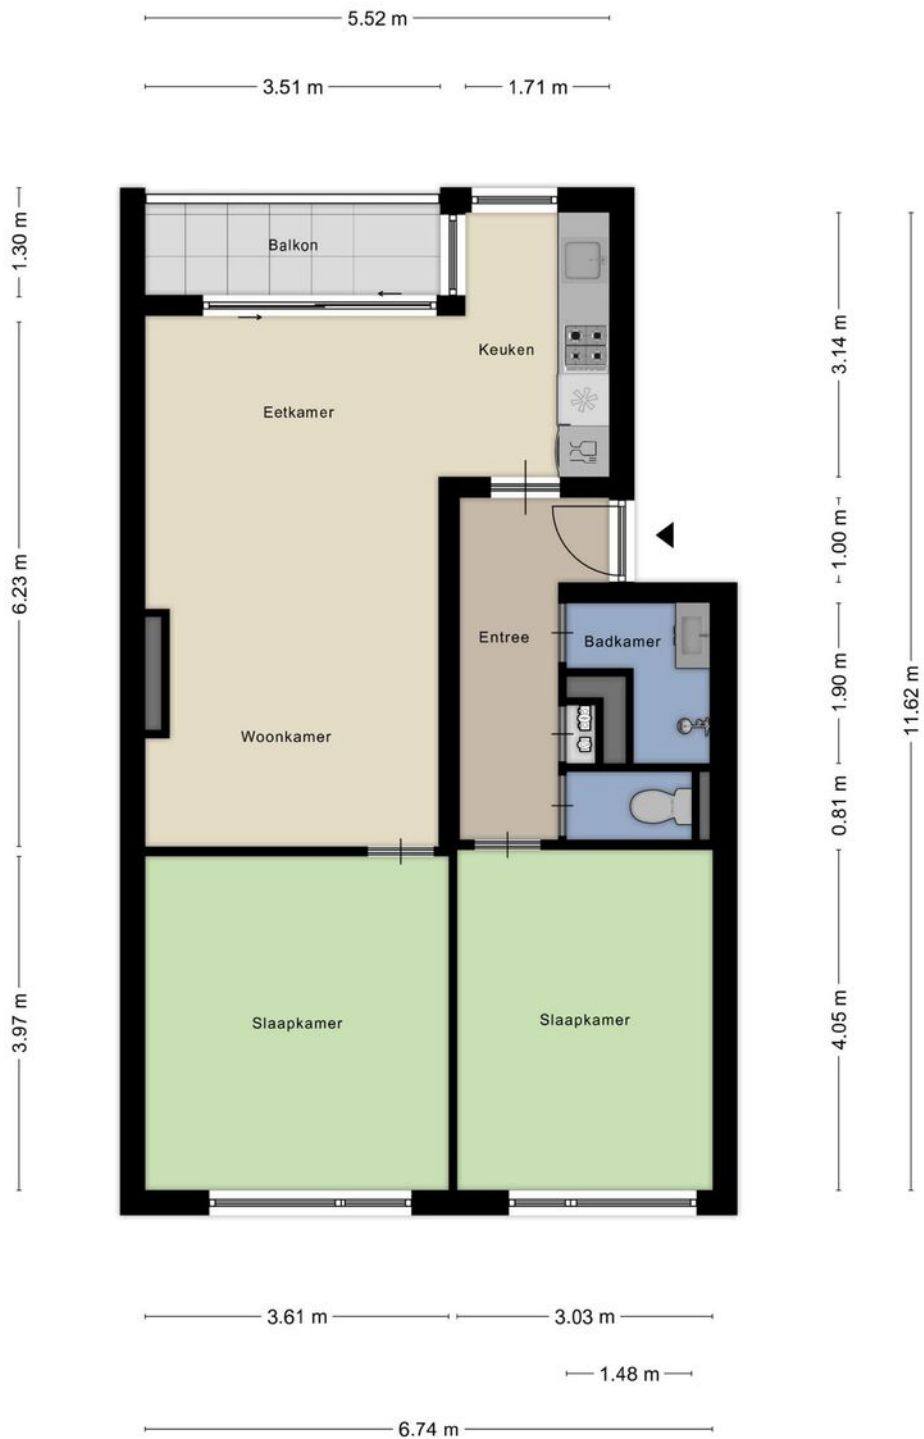 5.52 m
3.51 m
1.71 m
1.30 m
Balkon
3.14 m
Keuken
Eetkamer
1.00 m
6.23 m
Entree
Badkamer
1.90 m
11.62 m
Woonkamer
0.81 m
3.97 m
Slaapkamer
Slaapkamer
4.05 m
3.61 m
3.03 m
1.48 m
6.74 m